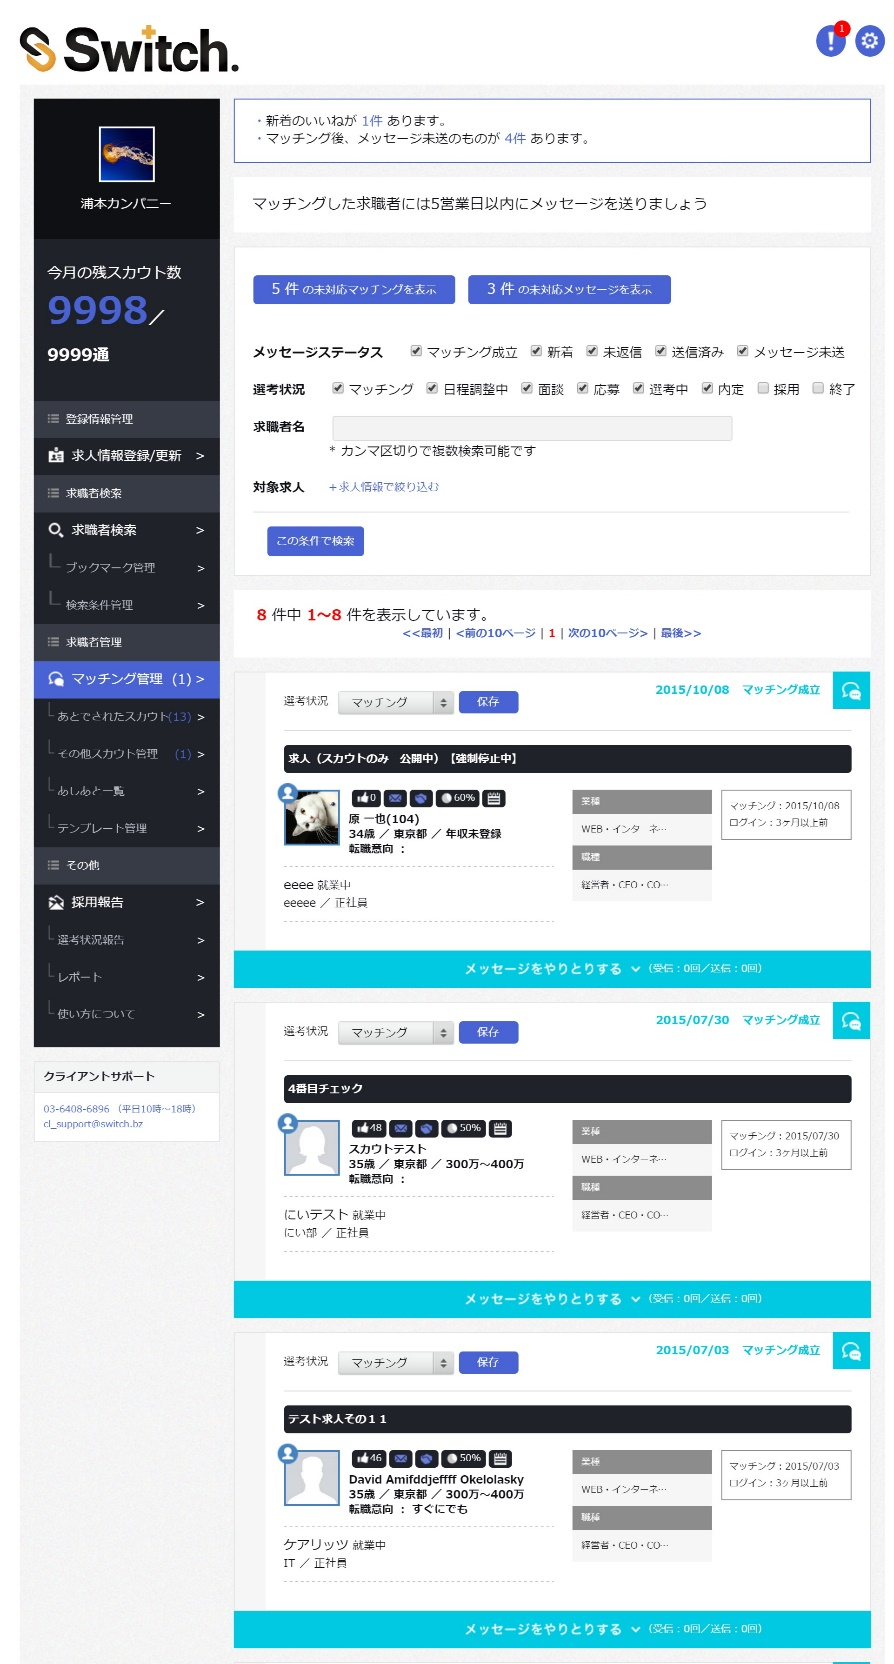 Switch.
1
・新着のいいねが 1件 あります。
・マッチング後、メッセージ未送のものが 4件 あります。
浦本カンパニー
マッチングした求職者には5営業日以内にメッセージを送りましょう
今月の残スカウト数
9998／
9999通
5 件 の未対応マッチングを表示 3 件 の未対応メッセージを表示
メッセージステータス マッチング成立 新着 未返信 送信済み メッセージ未送
選考状況 マッチング 日程調整中 面談 応募 選考中 内定 採用 終了
求職者名
* カンマ区切りで複数検索可能です
対象求人 +求人情報で絞り込む
この条件で検索
登録情報管理
求人情報登録/更新 >
求職者検索
求職者検索 >
ブックマーク管理 >
検索条件管理 >
求職者管理
マッチング管理 (1) >
あとでされたスカウト(13) >
その他スカウト管理 (1) >
あしあと一覧 >
テンプレート管理 >
その他
採用報告 >
選考状況報告 >
レポート >
使い方について >
クライアントサポート
03-6408-6896 （平日10時～18時）
cl_support@switch.bz
8 件中 1～8 件を表示しています。
<<最初 | <前の10ページ | 1 | 次の10ページ> | 最後>>
2015/10/08 マッチング成立
選考状況 マッチング 保存
求人（スカウトのみ 公開中）【強制停止中】
0 60%
原 一也(104)
34歳 ／ 東京都 ／ 年収未登録
転職意向 ：
eeee 就業中
eeeee ／ 正社員
業種
WEB・インターネ…
職種
経営者・CEO・CO…
マッチング：2015/10/08
ログイン：3ヶ月以上前
メッセージをやりとりする （受信：0回／送信：0回）
2015/07/30 マッチング成立
選考状況 マッチング 保存
4番目チェック
48 50%
スカウトテスト
35歳 ／ 東京都 ／ 300万～400万
転職意向 ：
にいテスト 就業中
にい部 ／ 正社員
業種
WEB・インターネ…
職種
経営者・CEO・CO…
マッチング：2015/07/30
ログイン：3ヶ月以上前
メッセージをやりとりする （受信：0回／送信：0回）
2015/07/03 マッチング成立
選考状況 マッチング 保存
テスト求人その１１
46 50%
David Amifddjeffff Okelolasky
35歳 ／ 東京都 ／ 300万～400万
転職意向 ： すぐにでも
ケアリッツ 就業中
IT ／ 正社員
業種
WEB・インターネ…
職種
経営者・CEO・CO…
マッチング：2015/07/03
ログイン：3ヶ月以上前
メッセージをやりとりする （受信：0回／送信：0回）